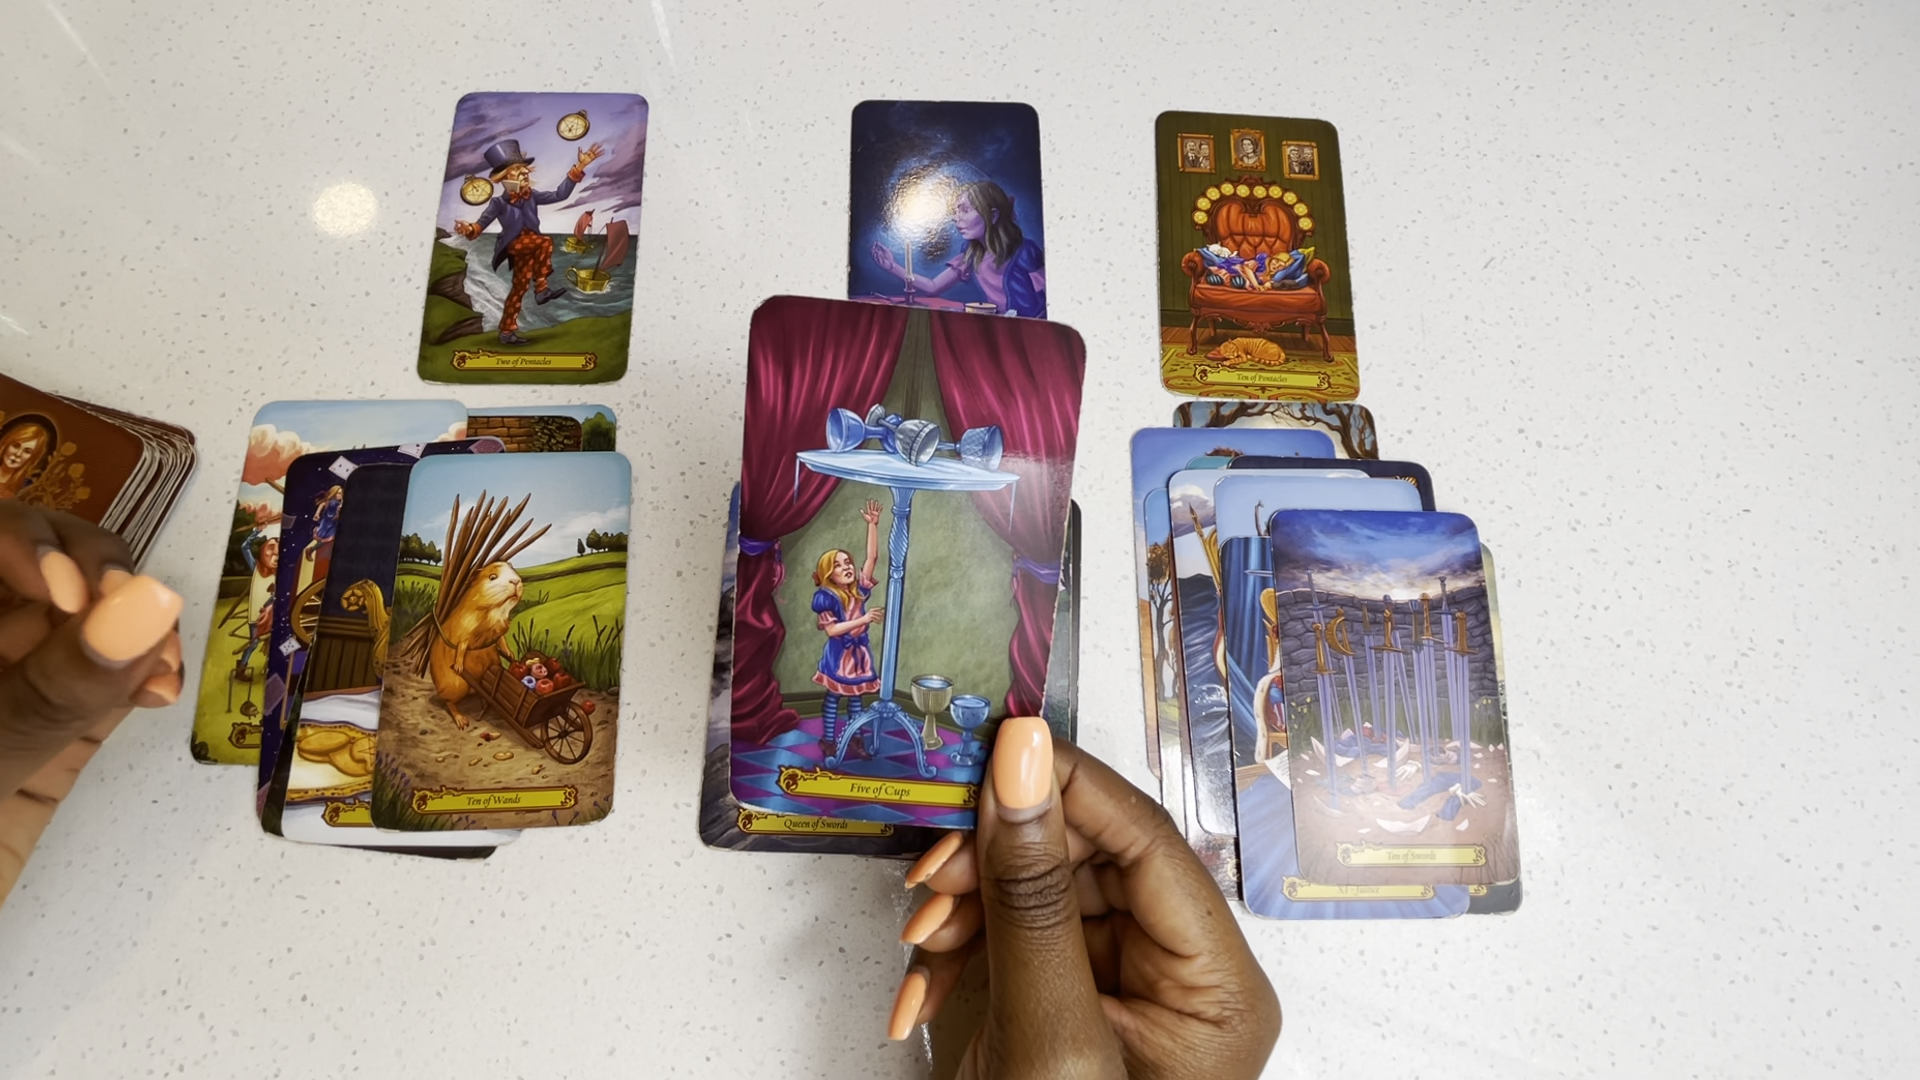 Two of Pentacles
Ten of Pentacles
Ten of Wands
Five of Cups
Queen of Swords
Ten of Swords
XI - Justice